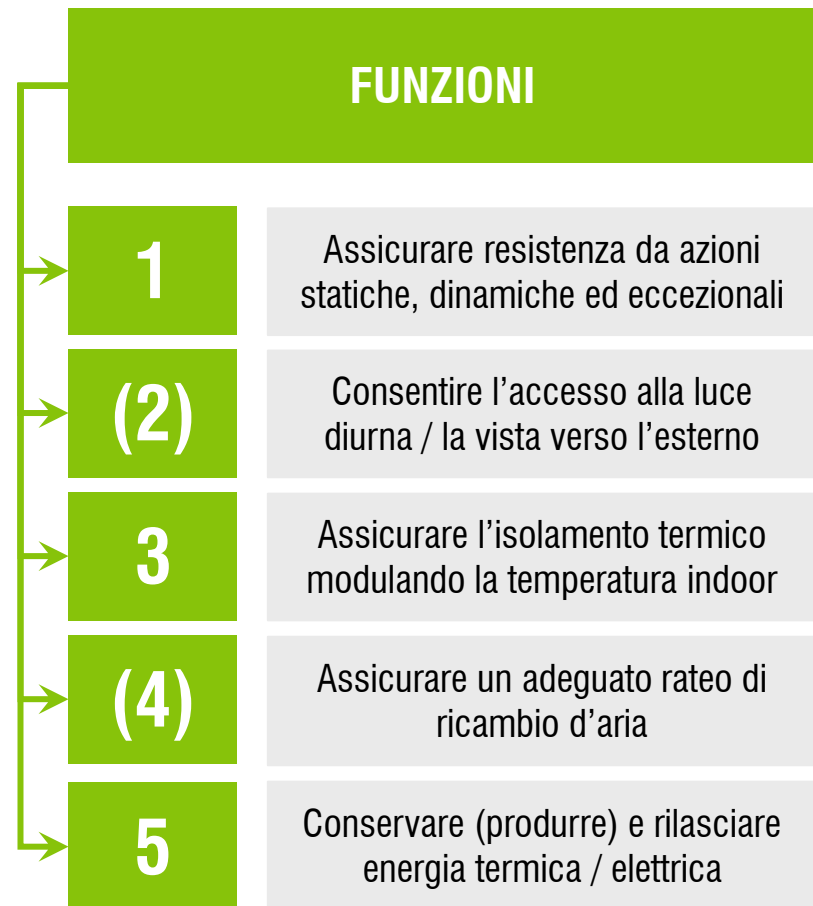 FUNZIONI
1
Assicurare resistenza da azioni
statiche, dinamiche ed eccezionali
(2)
Consentire l’accesso alla luce
diurna / la vista verso l’esterno
3
Assicurare l’isolamento termico
modulando la temperatura indoor
(4)
Assicurare un adeguato rateo di
ricambio d’aria
5
Conservare (produrre) e rilasciare
energia termica / elettrica